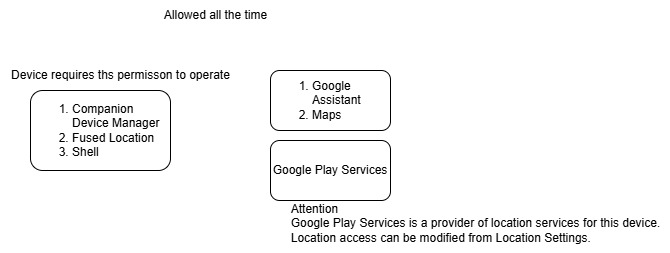 Allowed all the time
Device requires ths permisson to operate
1. Companion
Device Manager
2. Fused Location
3. Shell
1. Google
Assistant
2. Maps
Google Play Services
Attention
Google Play Services is a provider of location services for this device.
Location access can be modified from Location Settings.